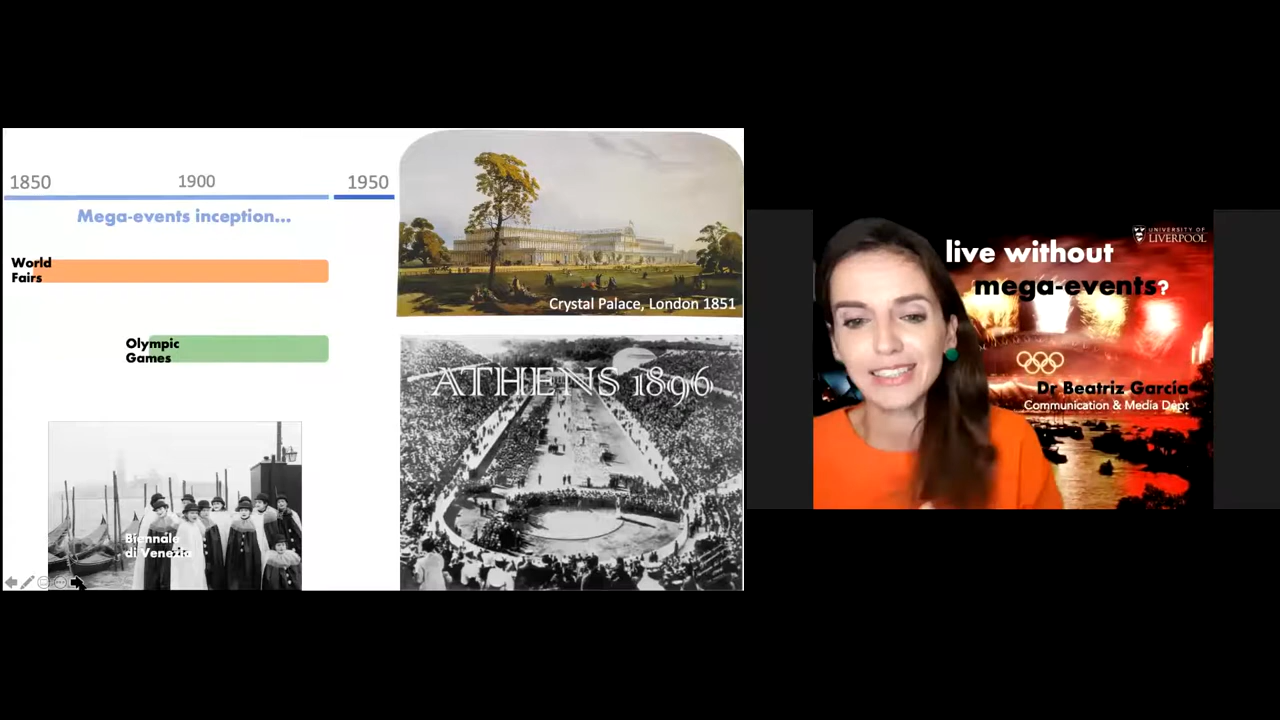 1850 1900 1950
Mega-events inception...
World
Fairs
Olympic
Games
Biennale
di Venezia
Crystal Palace, London 1851
ATHENS 1896
UNIVERSITY OF
LIVERPOOL
live without
mega-events?
Dr Beatriz García
Communication & Media Dept